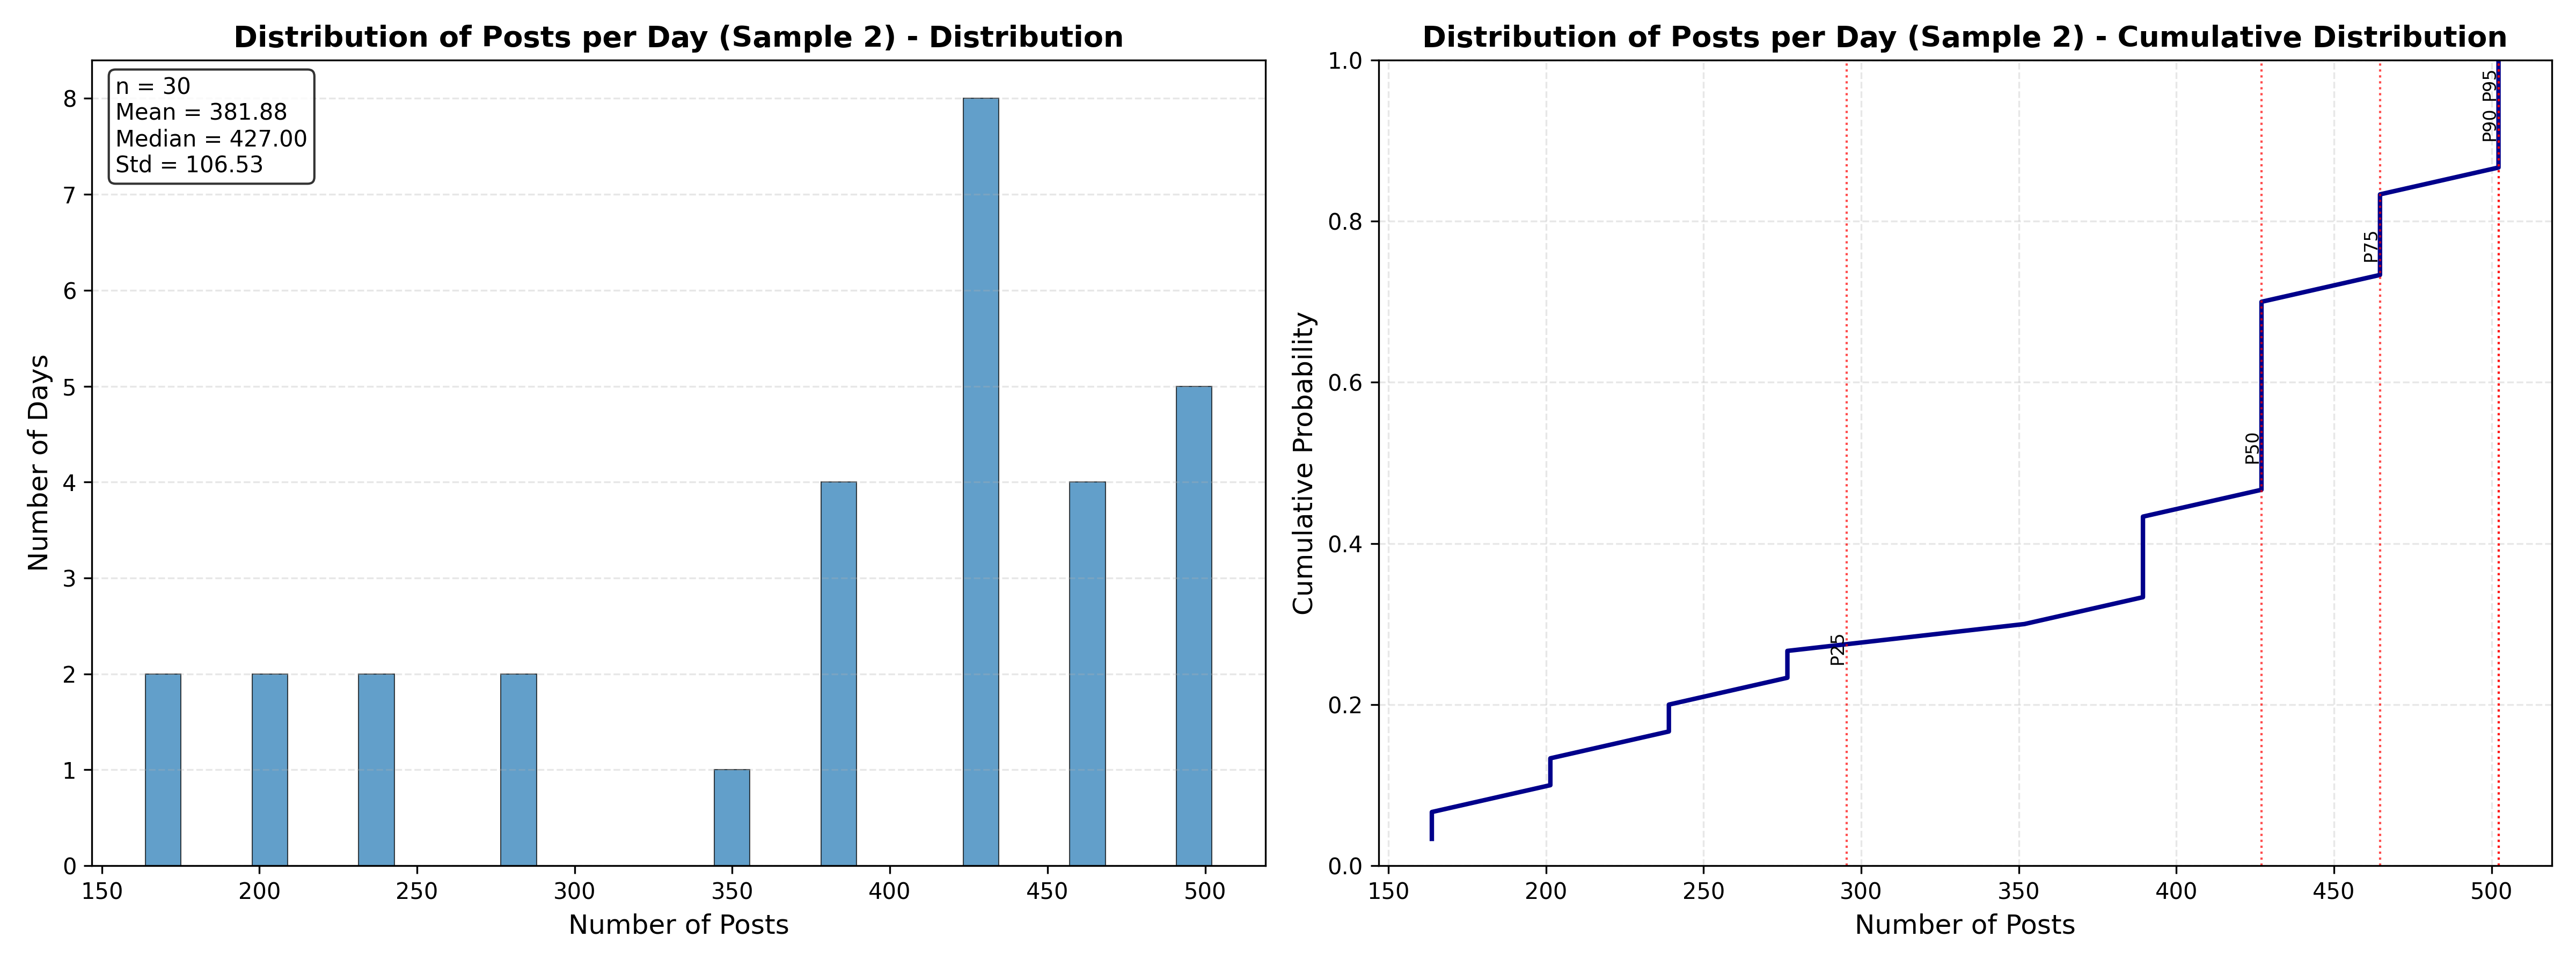 Distribution of Posts per Day (Sample 2) - Distribution
n = 30
Mean = 381.88
Median = 427.00
Std = 106.53
Number of Days
8
7
6
5
4
3
2
1
0
150 200 250 300 350 400 450 500
Number of Posts
Distribution of Posts per Day (Sample 2) - Cumulative Distribution
Cumulative Probability
1.0
0.8
0.6
0.4
0.2
0.0
P25
P50
P75
P90
P95
150 200 250 300 350 400 450 500
Number of Posts